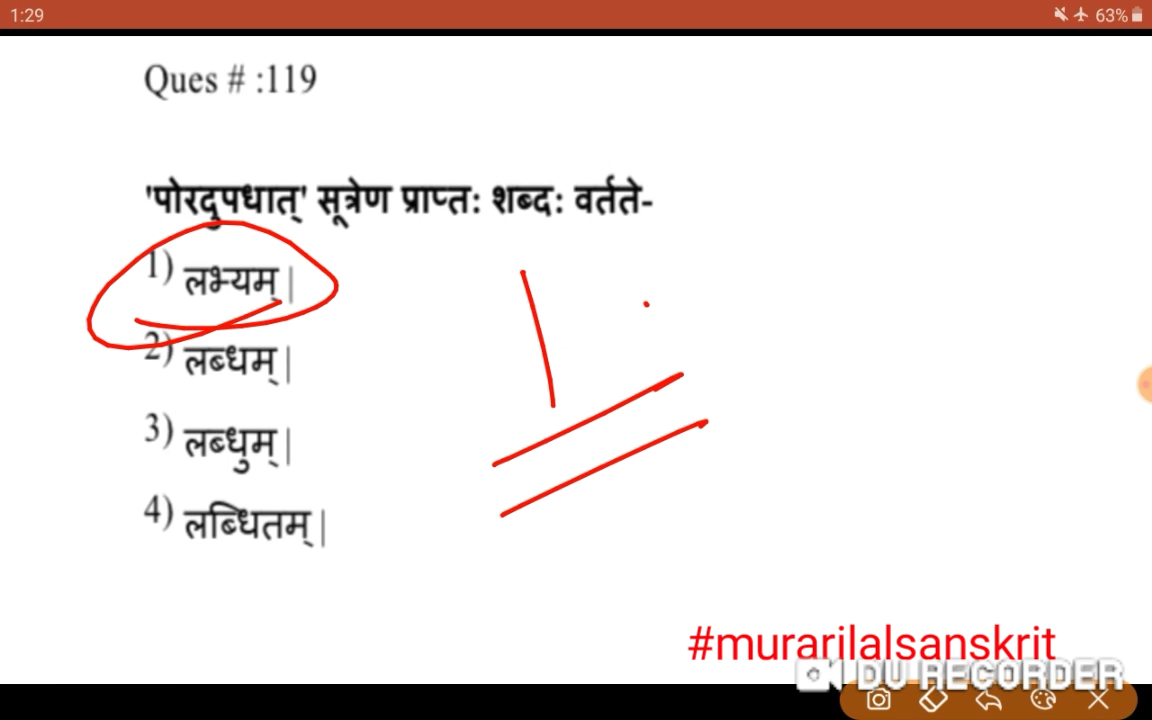 1:29
63%
Ques # :119
'पोरदुपधात्' सूत्रेण प्राप्तः शब्दः वर्तते-
1) लभ्यम्|
2) लब्धम्|
3) लब्धुम्|
4) लब्धितम्|
#murarilalsanskrit
DU RECORDER